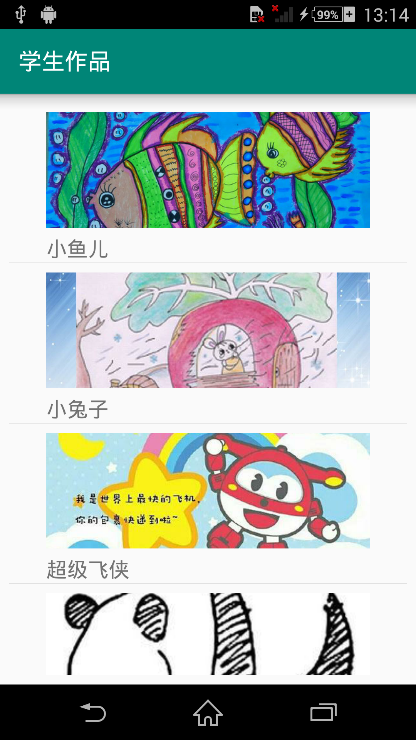 99%
13:14
学生作品
小鱼儿
小兔子
我是世界上最快的飞机,
你的包裹快递到啦~
超级飞侠